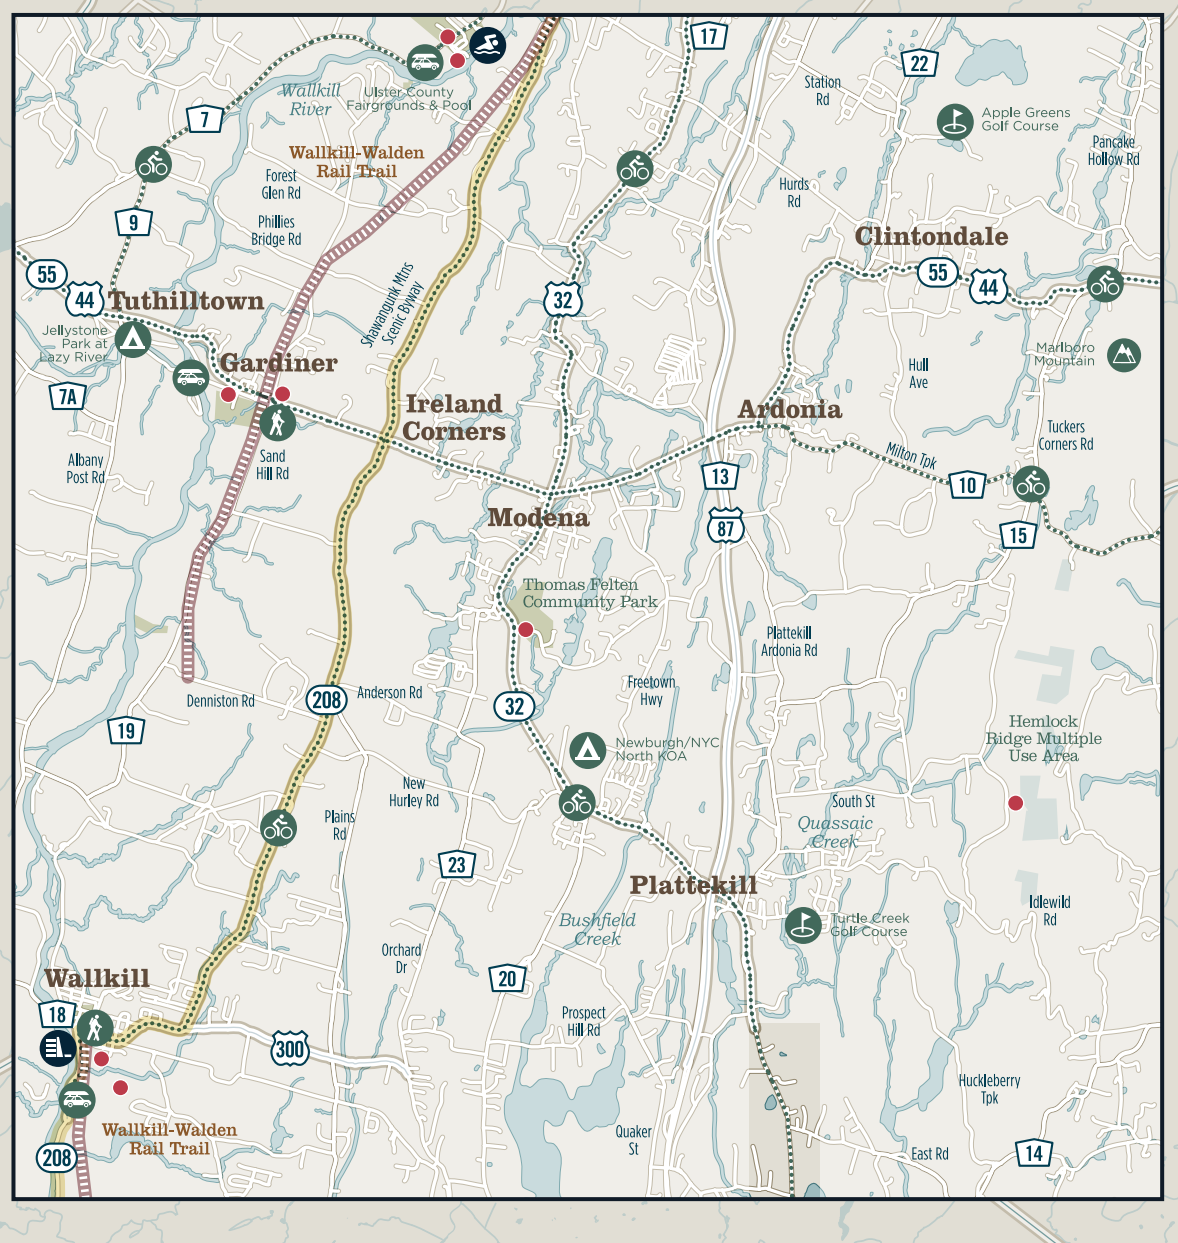 17
22
Station
Rd
Wallkill
River
Ulster County
Fairgrounds & Pool
7
Apple Greens
Golf Course
Pancake
Hollow Rd
Wallkill-Walden
Rail Trail
Forest
Glen Rd
Hurds
Rd
9
Phillies
Bridge Rd
Clintondale
55
44
Tuthilltown
Shawangunk Mtns
Scenic Byway
32
55
44
Jellystone
Park at
Lazy River
Gardiner
Marlboro
Mountain
7A
Hull
Ave
Ireland
Corners
Ardonia
Tuckers
Corners Rd
Albany
Post Rd
Sand
Hill Rd
Milton Tpk
13
10
Modena
87
15
Thomas Felten
Community Park
Plattekill
Ardonia Rd
Denniston Rd
208
Anderson Rd
32
Freetown
Hwy
19
Newburgh/NYC
North KOA
Hemlock
Ridge Multiple
Use Area
New
Hurley Rd
South St
Plains
Rd
Quassaic
Creek
23
Plattekill
Idlewild
Rd
Bushfield
Creek
Turtle Creek
Golf Course
Orchard
Dr
Wallkill
20
18
Prospect
Hill Rd
300
Huckleberry
Tpk
Wallkill-Walden
Rail Trail
Quaker
St
208
East Rd
14